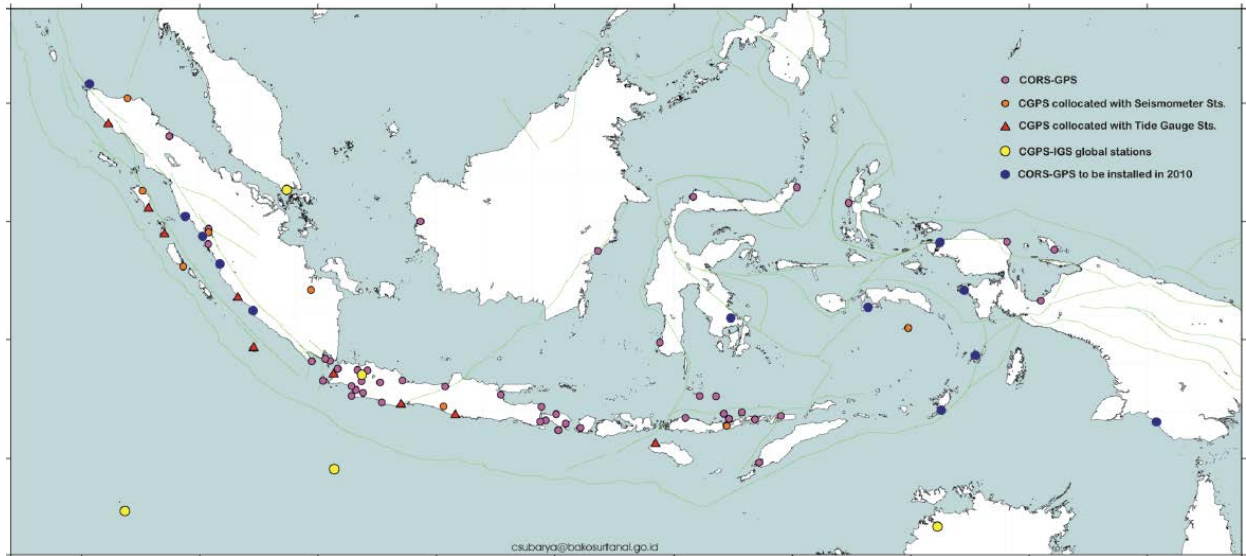 CORS-GPS
CGPS collocated with Seismometer Sts.
CGPS collocated with Tide Gauge Sts.
CGPS-IGS global stations
CORS-GPS to be installed in 2010
csubarya@bakosurtanal.go.id